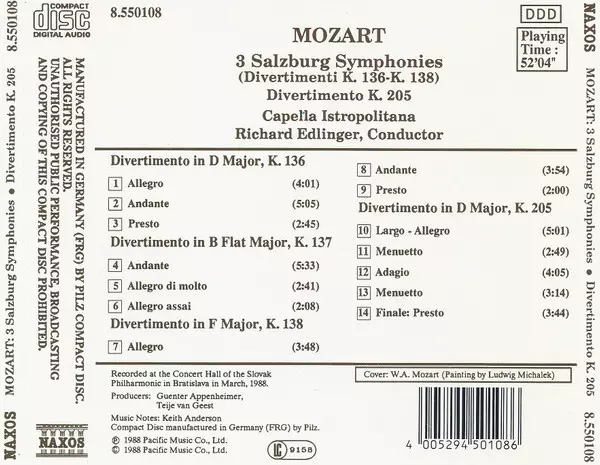 8.550108
COMPACT
disc
DIGITAL AUDIO
8.550108
DDD
Playing
Time :
52'04"
MOZART
3 Salzburg Symphonies
(Divertimenti K. 136-K. 138)
Divertimento K. 205
Capella Istropolitana
Richard Edlinger, Conductor
Divertimento in D Major, K. 136
1 Allegro (4:01)
2 Andante (5:05)
3 Presto (2:45)
Divertimento in B Flat Major, K. 137
4 Andante (5:33)
5 Allegro di molto (2:41)
6 Allegro assai (2:08)
Divertimento in F Major, K. 138
7 Allegro (3:48)
8 Andante (3:54)
9 Presto (2:00)
Divertimento in D Major, K. 205
10 Largo - Allegro (5:01)
11 Menuetto (2:49)
12 Adagio (4:05)
13 Menuetto (3:14)
14 Finale: Presto (3:44)
Recorded at the Concert Hall of the Slovak
Philharmonic in Bratislava in March, 1988.
Producers: Guenter Appenheimer,
Teije van Geest
Music Notes: Keith Anderson
Compact Disc manufactured in Germany (FRG) by Pilz.
℗ 1988 Pacific Music Co., Ltd.
© 1988 Pacific Music Co., Ltd.
Cover: W.A. Mozart (Painting by Ludwig Michalek)
LC 9158
4 005294 501086
MANUFACTURED IN GERMANY (FRG) BY PILZ COMPACT DISC.
ALL RIGHTS RESERVED.
UNAUTHORISED PUBLIC PERFORMANCE, BROADCASTING
AND COPYING OF THIS COMPACT DISC PROHIBITED.
NAXOS
NAXOS MOZART: 3 Salzburg Symphonies • Divertimento K. 205 8.550108
NAXOS MOZART: 3 Salzburg Symphonies • Divertimento K. 205 8.550108